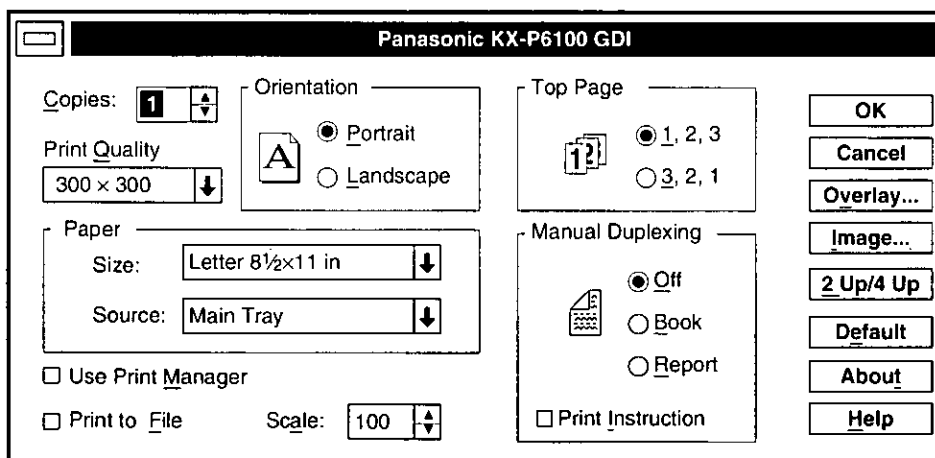 Panasonic KX-P6100 GDI
Copies: 1
Print Quality
300 × 300
Orientation
A
Portrait
Landscape
Top Page
1 2 3
1, 2, 3
3, 2, 1
Paper
Size: Letter 8½×11 in
Source: Main Tray
Manual Duplexing
Off
Book
Report
Print Instruction
Use Print Manager
Print to File
Scale: 100
OK
Cancel
Overlay...
Image...
2 Up/4 Up
Default
About
Help